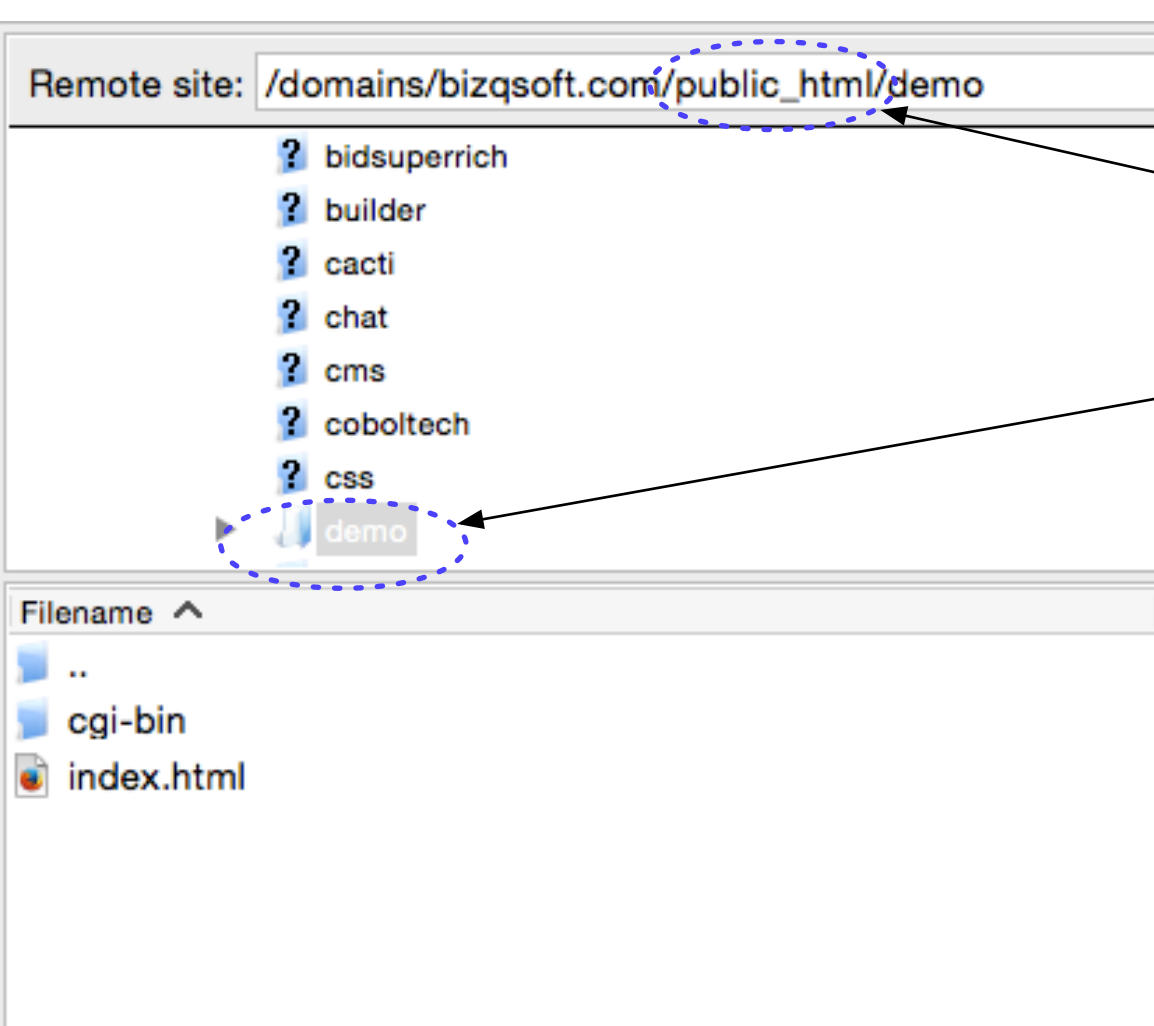 Remote site: /domains/bizqsoft.com/public_html/demo
? bidsuperrich
? builder
? cacti
? chat
? cms
? coboltech
? css
demo
Filename
..
cgi-bin
index.html